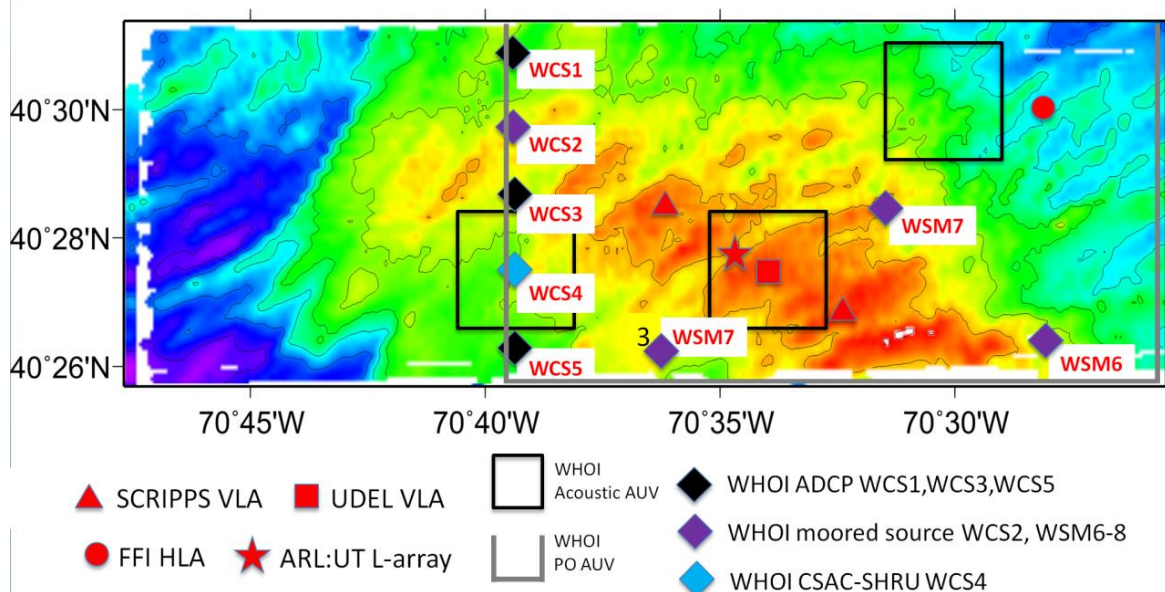 WCS1
40°30'N
WCS2
WCS3
WSM7
40°28'N
WCS4
3 WSM7
40°26'N
WCS5
WSM6
70°45'W 70°40'W 70°35'W 70°30'W
SCRIPPS VLA
UDEL VLA
WHOI
Acoustic AUV
WHOI ADCP WCS1,WCS3,WCS5
FFI HLA
ARL:UT L-array
WHOI
PO AUV
WHOI moored source WCS2, WSM6-8
WHOI CSAC-SHRU WCS4